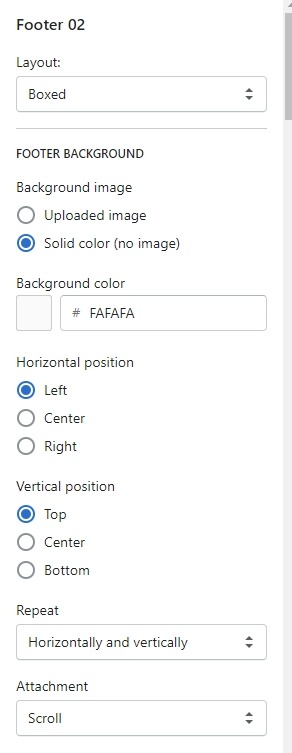 Footer 02
Layout:
Boxed
FOOTER BACKGROUND
Background image
Uploaded image
Solid color (no image)
Background color
# FAFAFA
Horizontal position
Left
Center
Right
Vertical position
Top
Center
Bottom
Repeat
Horizontally and vertically
Attachment
Scroll